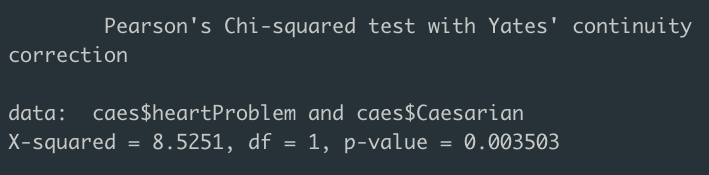 Pearson's Chi-squared test with Yates' continuity
correction
data:  caes$heartProblem and caes$Caesarian
X-squared = 8.5251, df = 1, p-value = 0.003503